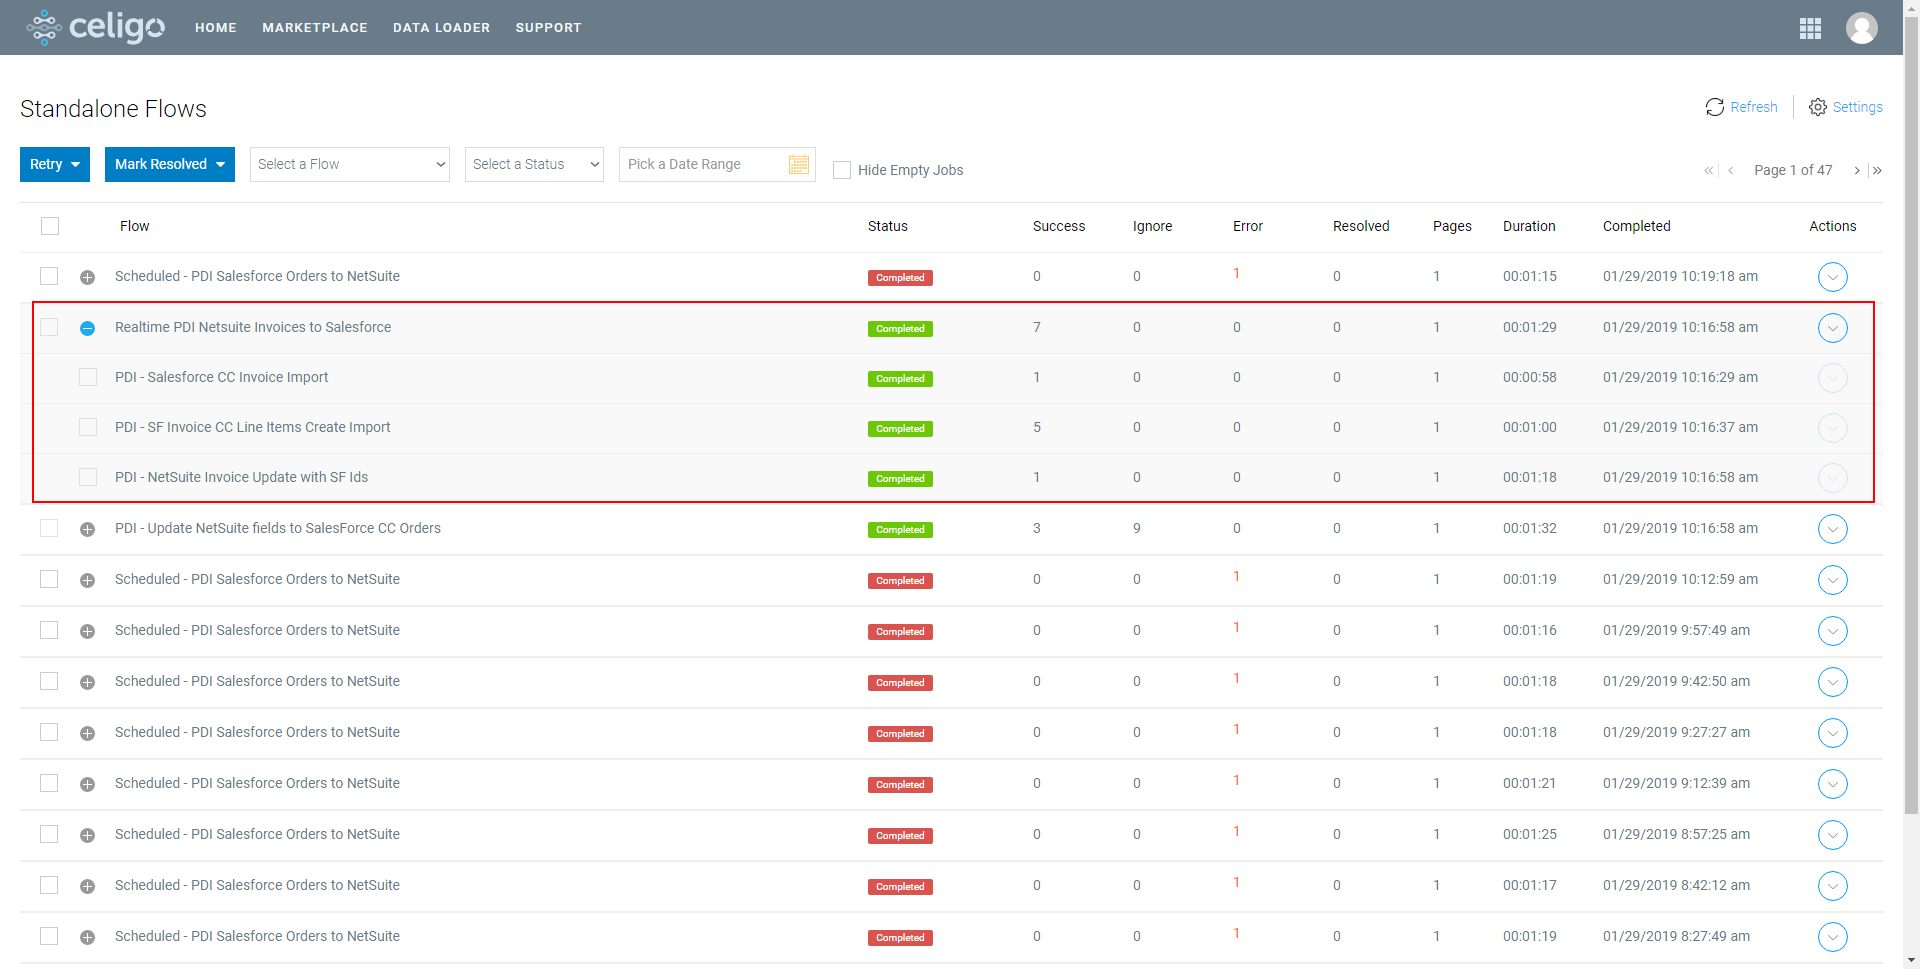 celigo HOME MARKETPLACE DATA LOADER SUPPORT
Standalone Flows Refresh Settings
Retry Mark Resolved Select a Flow Select a Status Pick a Date Range Hide Empty Jobs « ‹ Page 1 of 47 › »
Flow Status Success Ignore Error Resolved Pages Duration Completed Actions
Scheduled - PDI Salesforce Orders to NetSuite Completed 0 0 1 0 1 00:01:15 01/29/2019 10:19:18 am
Realtime PDI Netsuite Invoices to Salesforce Completed 7 0 0 0 1 00:01:29 01/29/2019 10:16:58 am
PDI - Salesforce CC Invoice Import Completed 1 0 0 0 1 00:00:58 01/29/2019 10:16:29 am
PDI - SF Invoice CC Line Items Create Import Completed 5 0 0 0 1 00:01:00 01/29/2019 10:16:37 am
PDI - NetSuite Invoice Update with SF Ids Completed 1 0 0 0 1 00:01:18 01/29/2019 10:16:58 am
PDI - Update NetSuite fields to SalesForce CC Orders Completed 3 9 0 0 1 00:01:32 01/29/2019 10:16:58 am
Scheduled - PDI Salesforce Orders to NetSuite Completed 0 0 1 0 1 00:01:19 01/29/2019 10:12:59 am
Scheduled - PDI Salesforce Orders to NetSuite Completed 0 0 1 0 1 00:01:16 01/29/2019 9:57:49 am
Scheduled - PDI Salesforce Orders to NetSuite Completed 0 0 1 0 1 00:01:18 01/29/2019 9:42:50 am
Scheduled - PDI Salesforce Orders to NetSuite Completed 0 0 1 0 1 00:01:18 01/29/2019 9:27:27 am
Scheduled - PDI Salesforce Orders to NetSuite Completed 0 0 1 0 1 00:01:21 01/29/2019 9:12:39 am
Scheduled - PDI Salesforce Orders to NetSuite Completed 0 0 1 0 1 00:01:25 01/29/2019 8:57:25 am
Scheduled - PDI Salesforce Orders to NetSuite Completed 0 0 1 0 1 00:01:17 01/29/2019 8:42:12 am
Scheduled - PDI Salesforce Orders to NetSuite Completed 0 0 1 0 1 00:01:19 01/29/2019 8:27:49 am